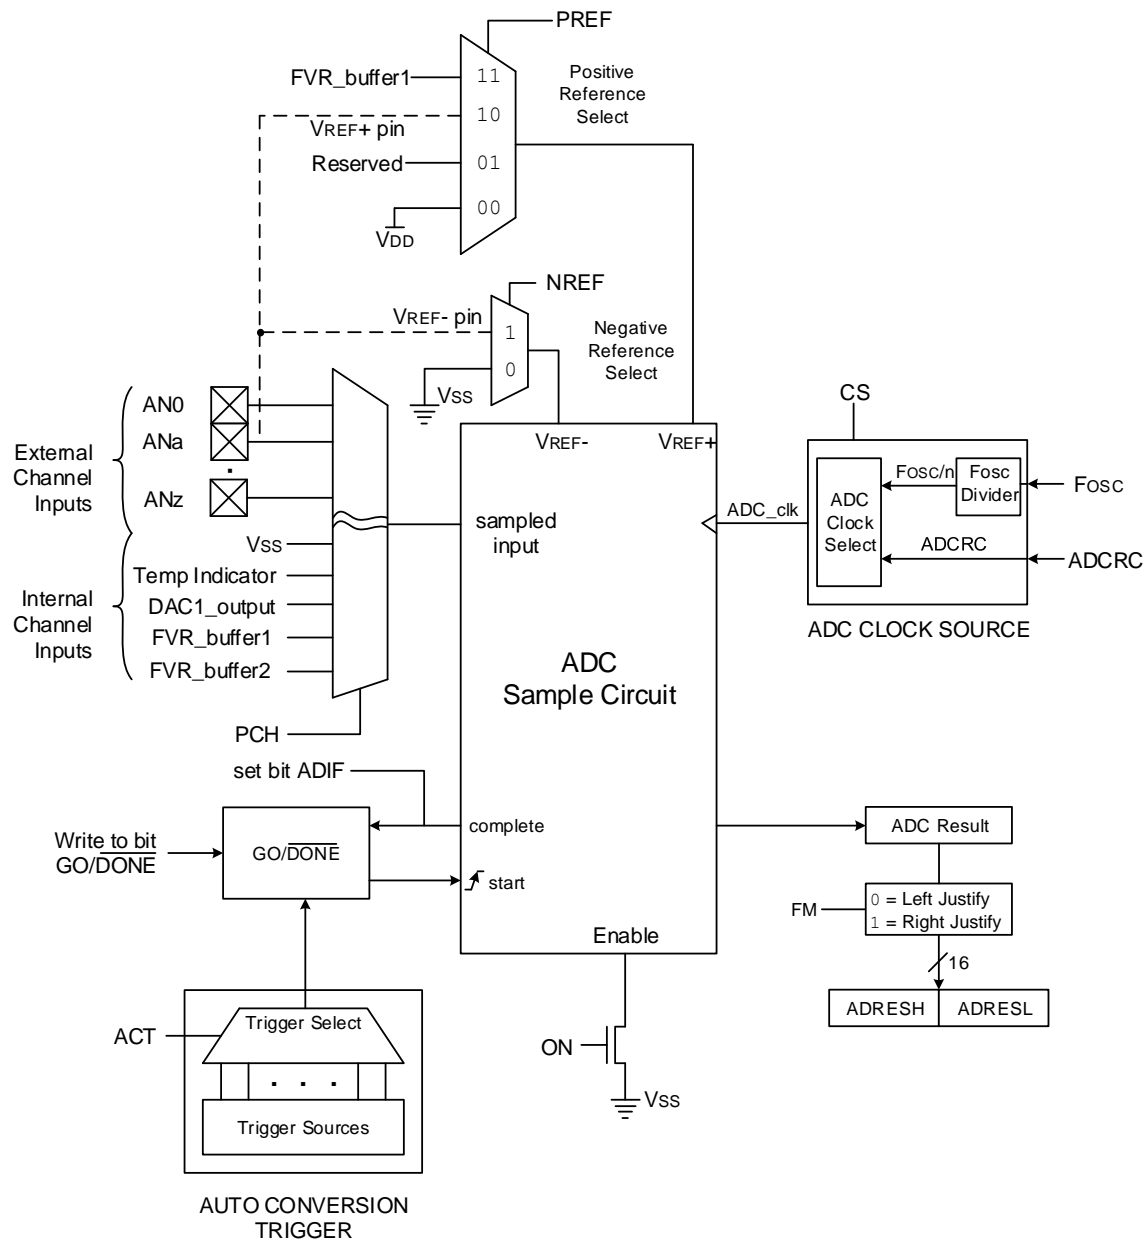 PREF
FVR_buffer1
11
Positive
Reference
Select
VREF+ pin
10
Reserved
01
VDD
00
NREF
VREF- pin
1
Negative
Reference
Select
VSS
0
External
Channel
Inputs
AN0
ANa
.
ANz
Internal
Channel
Inputs
VSS
Temp Indicator
DAC1_output
FVR_buffer1
FVR_buffer2
PCH
VREF-
VREF+
sampled
input
ADC_clk
CS
ADC
Clock
Select
FOSC/n
Fosc
Divider
FOSC
ADCRC
ADCRC
ADC CLOCK SOURCE
ADC
Sample Circuit
set bit ADIF
complete
Write to bit
GO/DONE
GO/DONE
start
Enable
ADC Result
FM
0 = Left Justify
1 = Right Justify
16
ADRESH
ADRESL
ACT
Trigger Select
. . .
Trigger Sources
AUTO CONVERSION
TRIGGER
ON
VSS